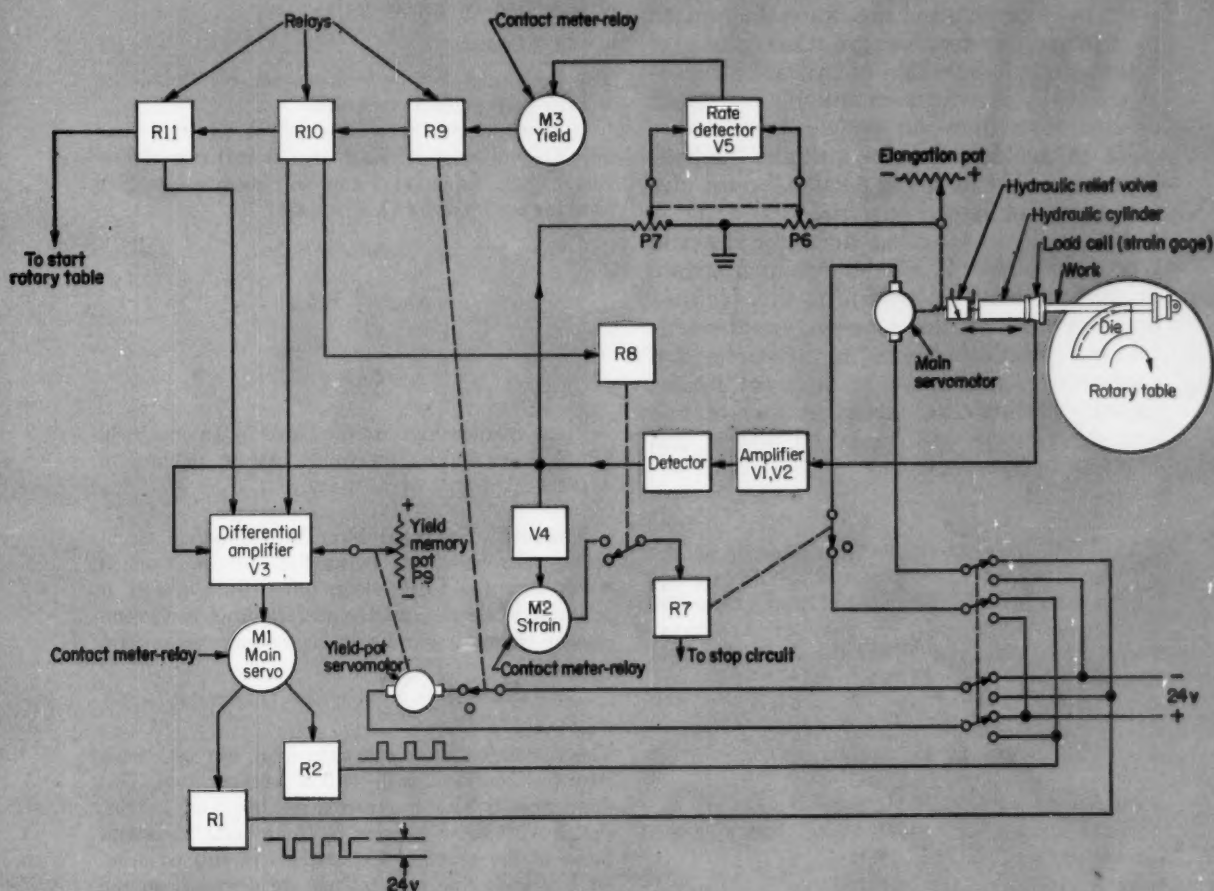 Relays
Contact meter-relay
R11
R10
R9
M3
Yield
Rate
detector
V5
Elongation pot
- +
Hydraulic relief valve
Hydraulic cylinder
Load cell (strain gage)
Work
P7
P6
To start
rotary table
Die
Rotary table
R8
Main
servomotor
Detector
Amplifier
V1,V2
Differential
amplifier
V3
+
Yield
memory
pot
P9
-
V4
M2
Strain
R7
M1
Main
servo
Contact meter-relay
Yield-pot
servomotor
Contact meter-relay
To stop circuit
-
24v
+
R2
R1
24v